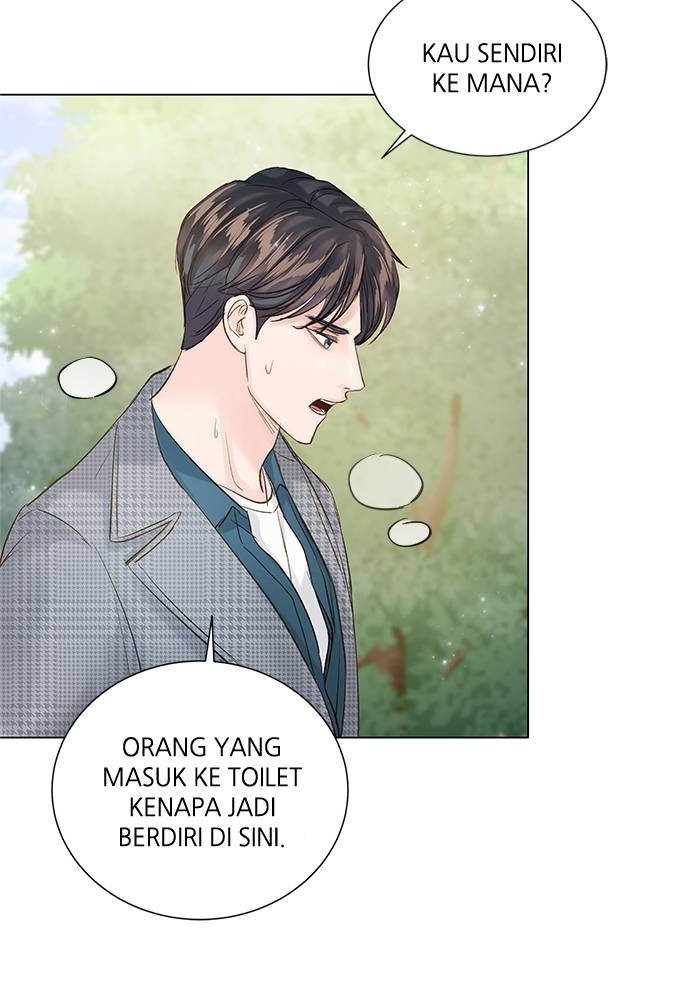 KAU SENDIRI
KE MANA?
ORANG YANG
MASUK KE TOILET
KENAPA JADI
BERDIRI DI SINI.